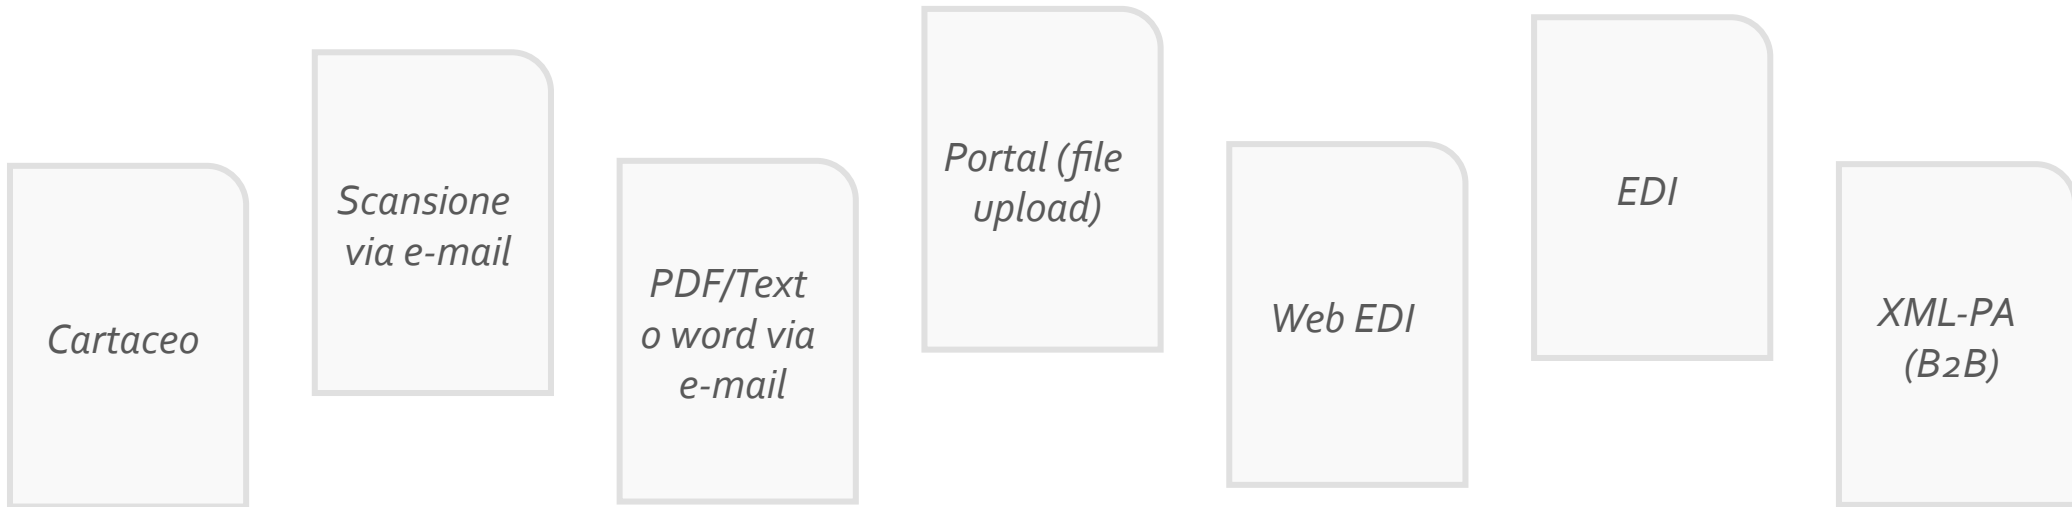 Cartaceo
Scansione
via e-mail
PDF/Text
o word via
e-mail
Portal (file
upload)
Web EDI
EDI
XML-PA
(B2B)